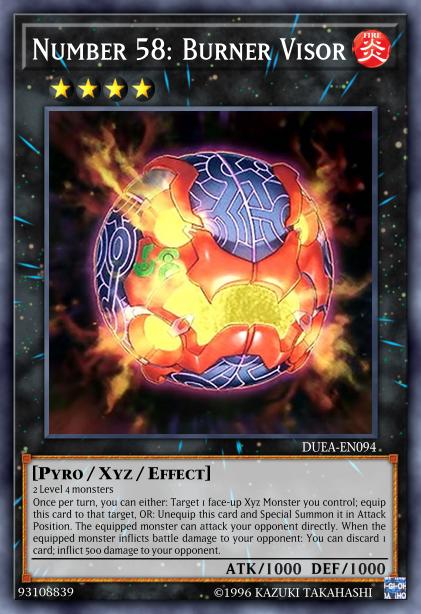 NUMBER 58: BURNER VISOR
FIRE
炎
58
DUEA-EN094
[PYRO / XYZ / EFFECT]
2 Level 4 monsters
Once per turn, you can either: Target 1 face-up Xyz Monster you control; equip
this card to that target, OR: Unequip this card and Special Summon it in Attack
Position. The equipped monster can attack your opponent directly. When the
equipped monster inflicts battle damage to your opponent: You can discard 1
card; inflict 500 damage to your opponent.
ATK/1000 DEF/1000
93108839
©1996 KAZUKI TAKAHASHI